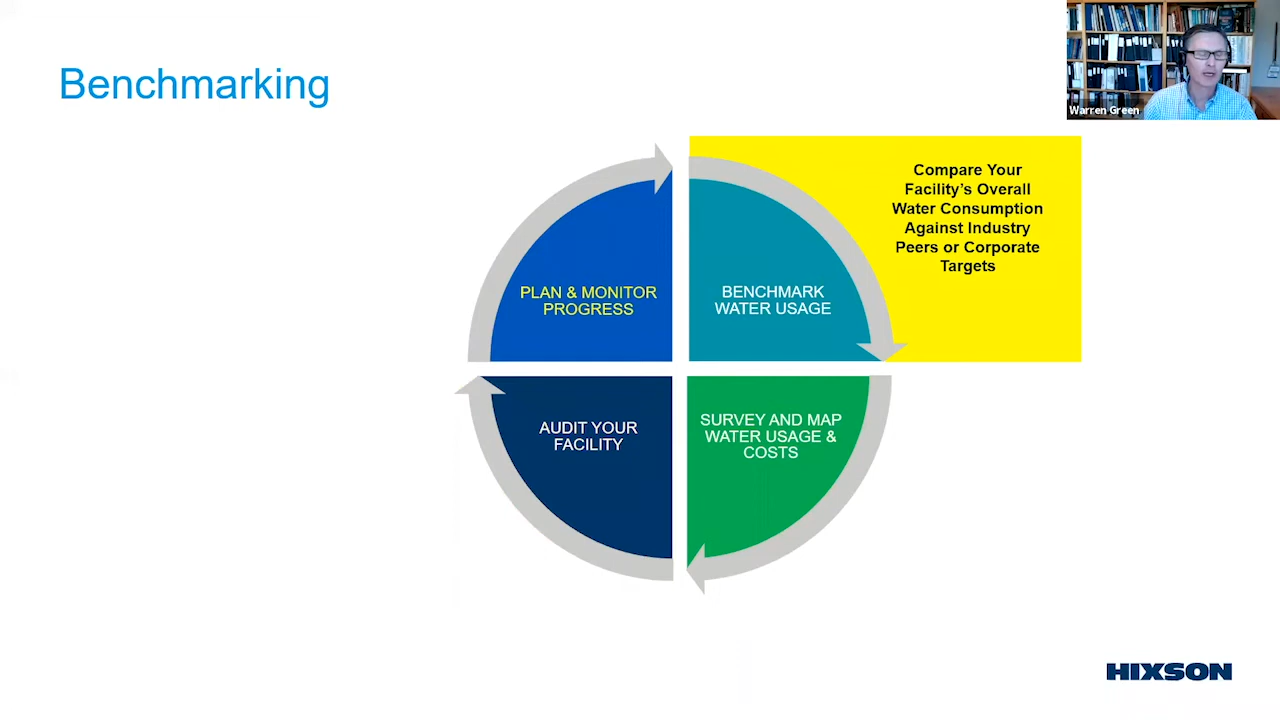 Benchmarking
Warren Green
Compare Your
Facility’s Overall
Water Consumption
Against Industry
Peers or Corporate
Targets
PLAN & MONITOR
PROGRESS
BENCHMARK
WATER USAGE
AUDIT YOUR
FACILITY
SURVEY AND MAP
WATER USAGE &
COSTS
HIXSON